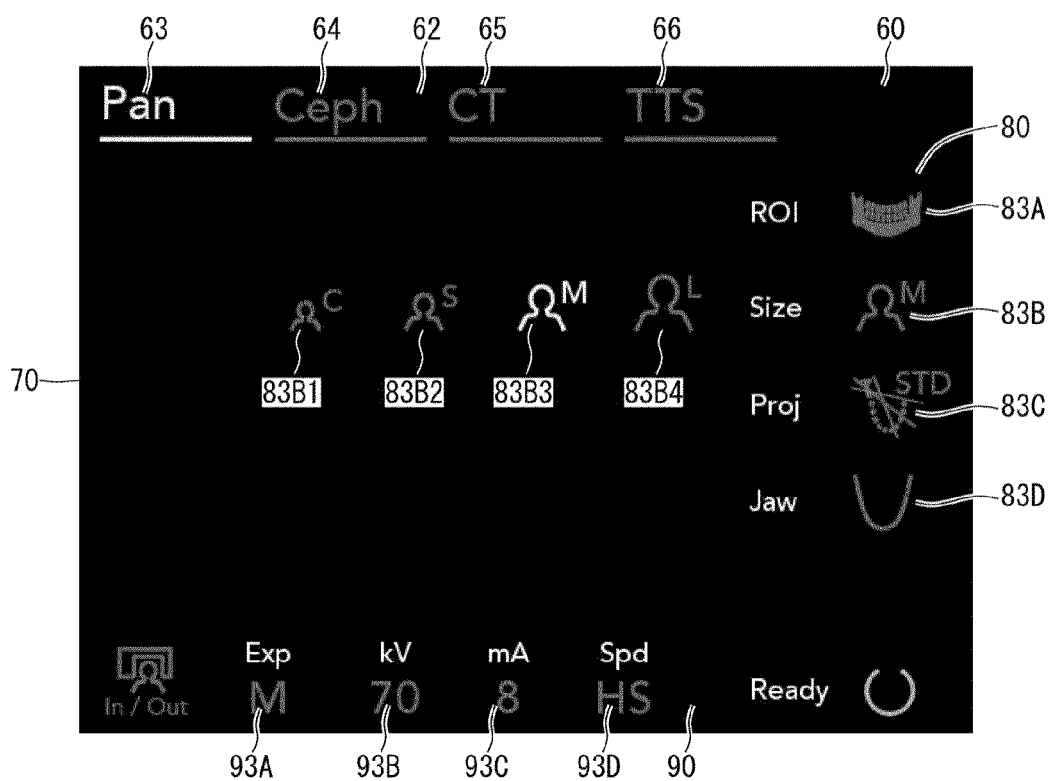 63 64 62 65 66 60
Pan Ceph CT TTS
80
ROI 83A
C S M L
Size M 83B
83B1 83B2 83B3 83B4
70
STD
Proj 83C
Jaw 83D
Exp kV mA Spd
In / Out M 70 8 HS Ready
93A 93B 93C 93D 90